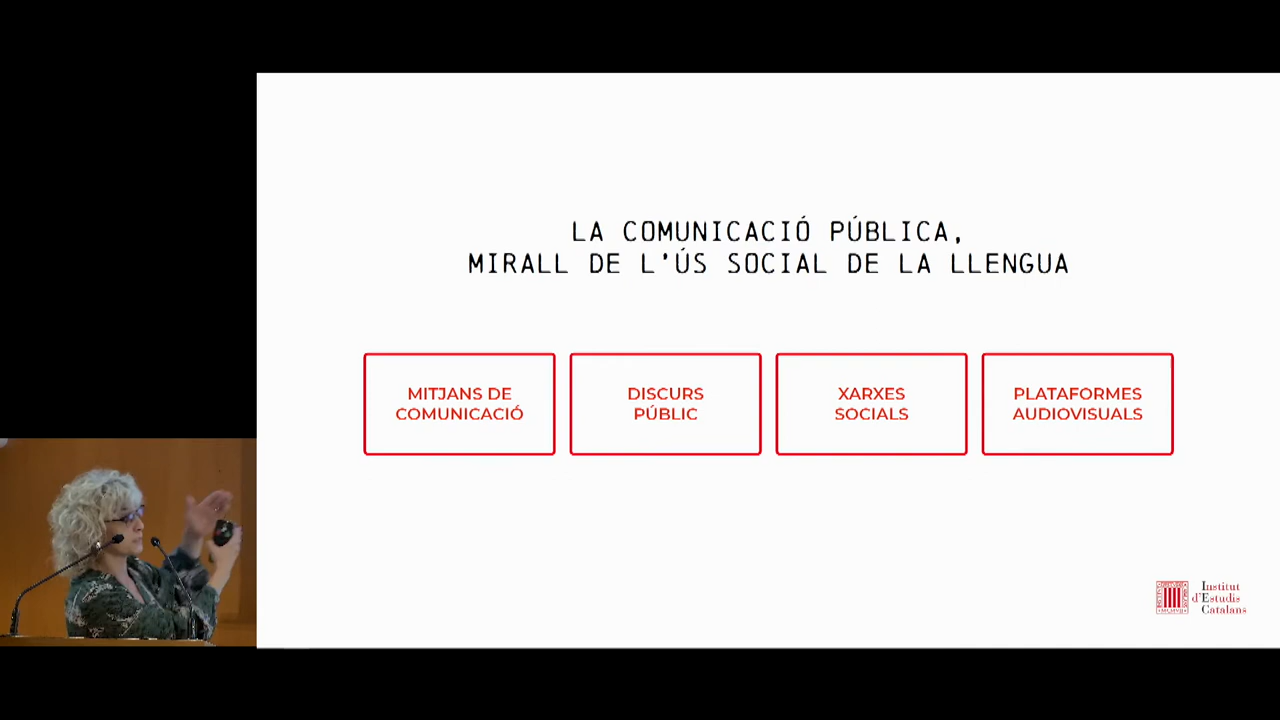 LA COMUNICACIÓ PÚBLICA,
MIRALL DE L'ÚS SOCIAL DE LA LLENGUA
MITJANS DE
COMUNICACIÓ
DISCURS
PÚBLIC
XARXES
SOCIALS
PLATAFORMES
AUDIOVISUALS
Institut
d'Estudis
Catalans